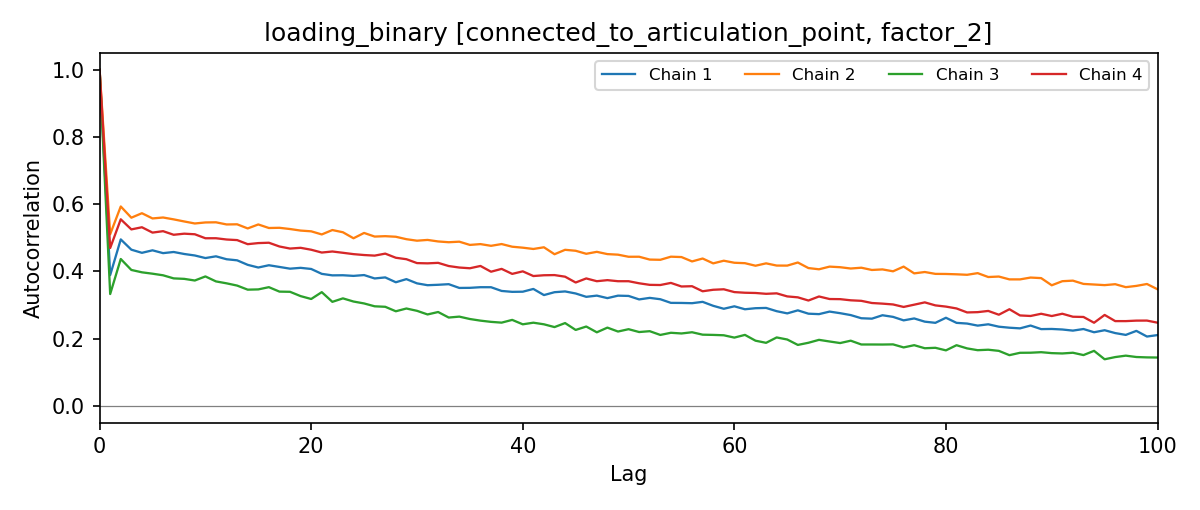 loading_binary [connected_to_articulation_point, factor_2]
Chain 1 Chain 2 Chain 3 Chain 4
Autocorrelation
1.0
0.8
0.6
0.4
0.2
0.0
0 20 40 60 80 100
Lag